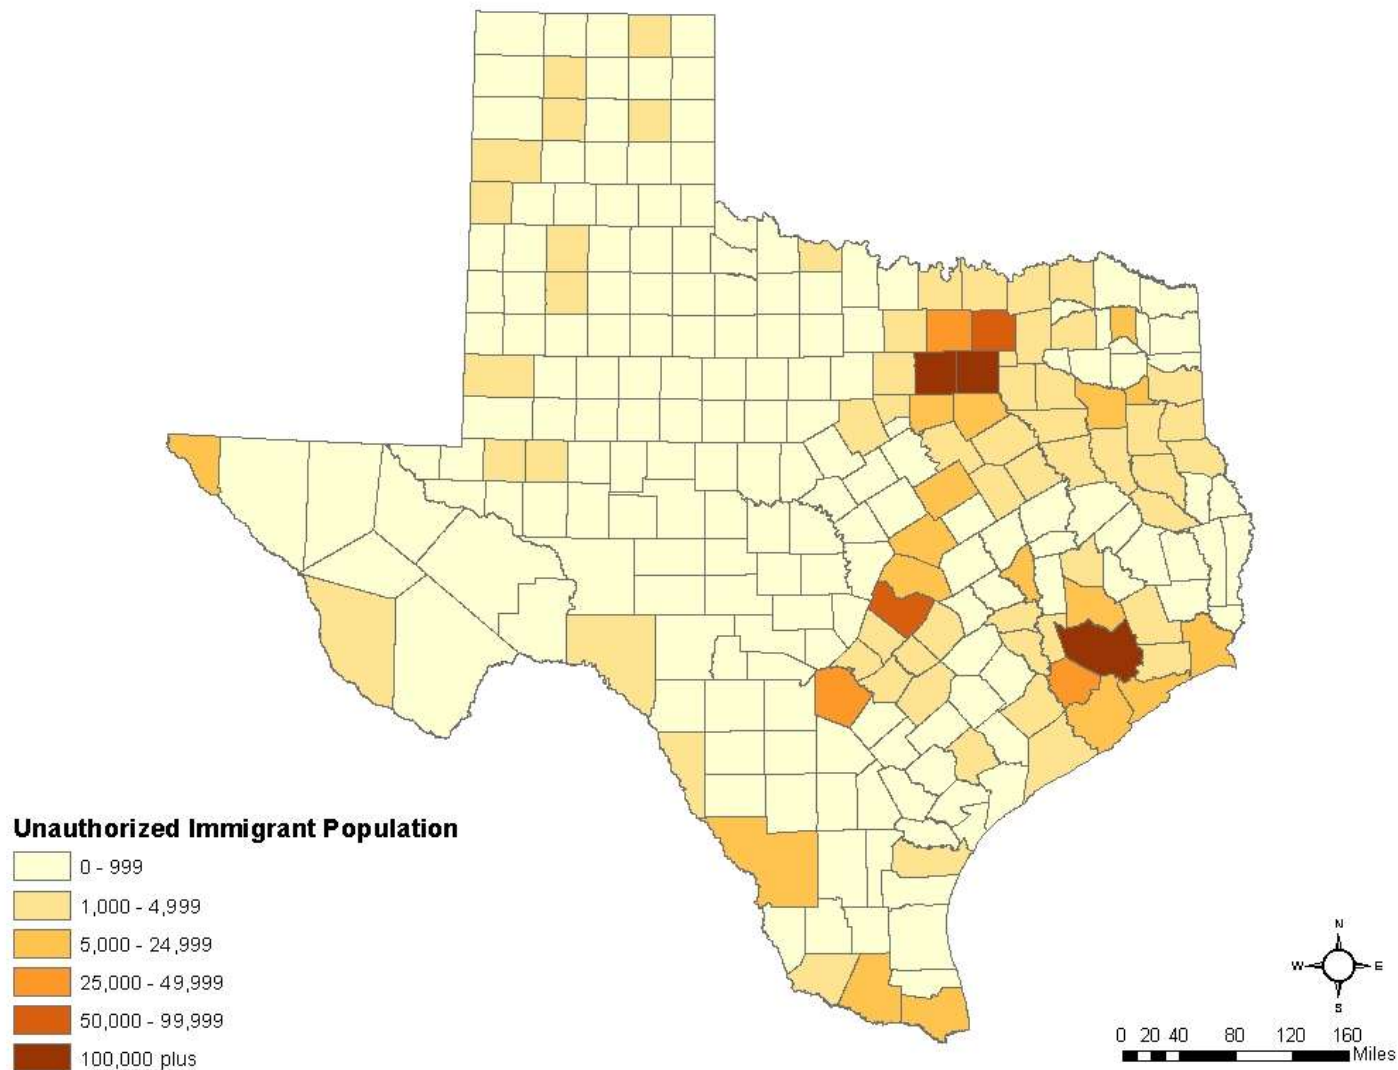 Unauthorized Immigrant Population
0 - 999
1,000 - 4,999
5,000 - 24,999
25,000 - 49,999
50,000 - 99,999
100,000 plus
N
W E
S
0 20 40 80 120 160
Miles